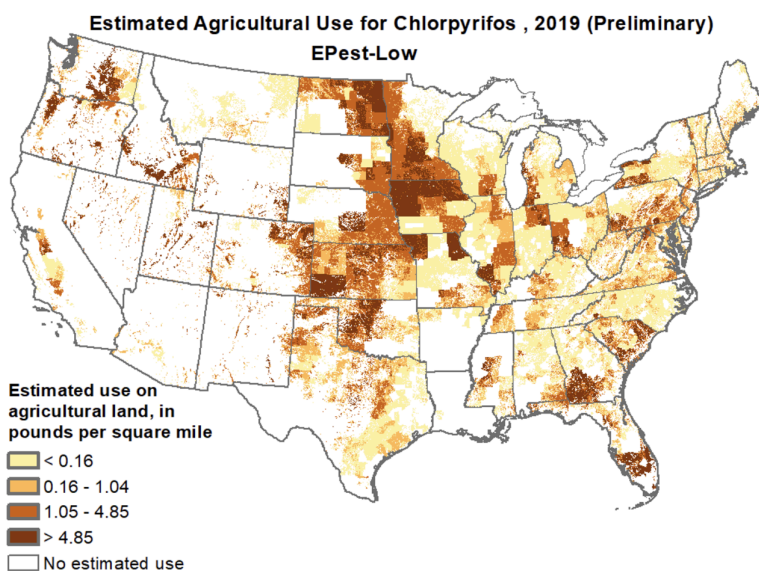 Estimated Agricultural Use for Chlorpyrifos , 2019 (Preliminary)
EPest-Low
Estimated use on
agricultural land, in
pounds per square mile
< 0.16
0.16 - 1.04
1.05 - 4.85
> 4.85
No estimated use